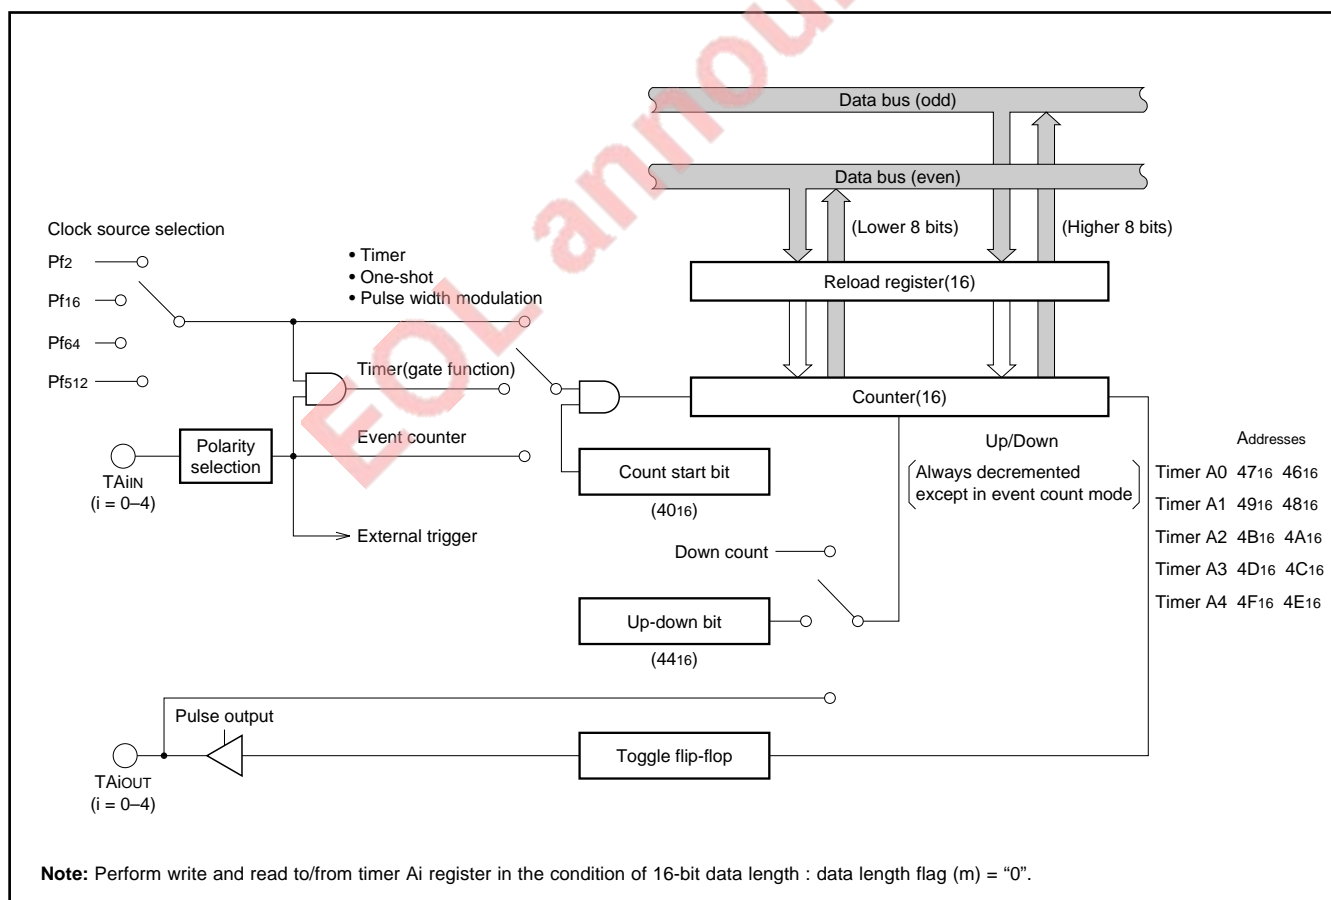 Data bus (odd)
Data bus (even)
(Lower 8 bits)
(Higher 8 bits)
Clock source selection
Pf2
Pf16
Pf64
Pf512
• Timer
• One-shot
• Pulse width modulation
Reload register(16)
Timer(gate function)
Counter(16)
Event counter
Polarity
selection
TAiIN
(i = 0–4)
External trigger
Count start bit
(4016)
Up/Down
(Always decremented
except in event count mode)
Addresses
Timer A0 4716 4616
Timer A1 4916 4816
Timer A2 4B16 4A16
Timer A3 4D16 4C16
Timer A4 4F16 4E16
Down count
Up-down bit
(4416)
Pulse output
Toggle flip-flop
TAiOUT
(i = 0–4)
Note: Perform write and read to/from timer Ai register in the condition of 16-bit data length : data length flag (m) = “0”.
EOL announ